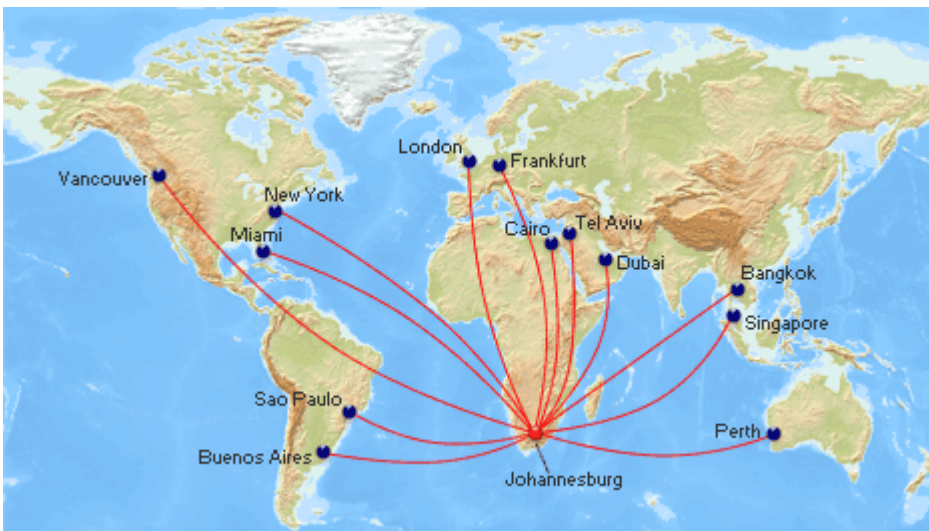 London
Frankfurt
Vancouver
New York
Miami
Cairo
Tel Aviv
Dubai
Bangkok
Singapore
Sao Paulo
Perth
Buenos Aires
Johannesburg